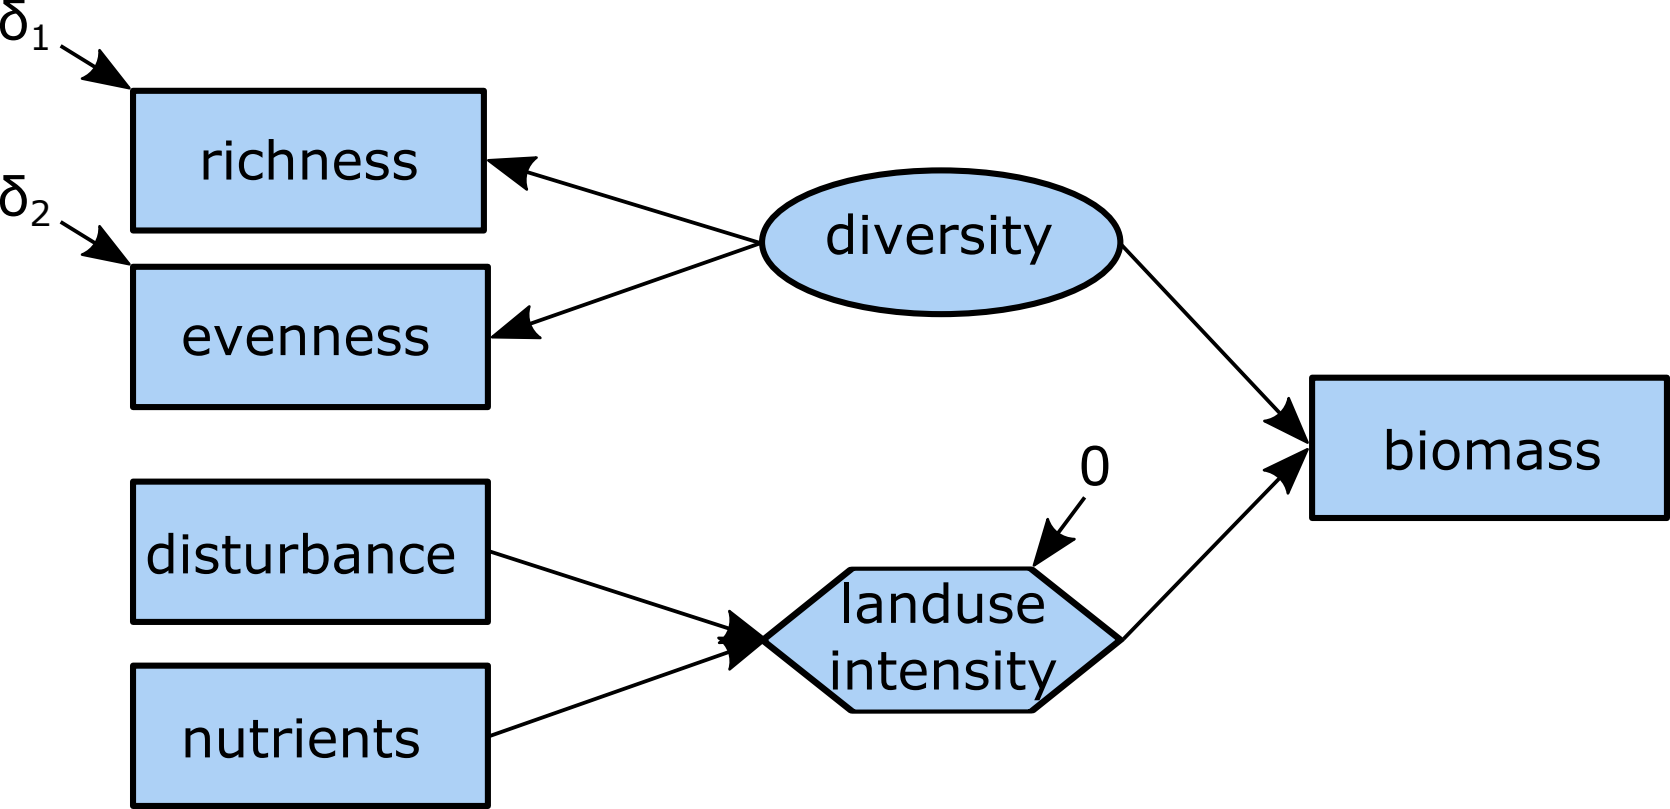 δ1
richness
δ2
evenness
diversity
biomass
0
disturbance
landuse
intensity
nutrients